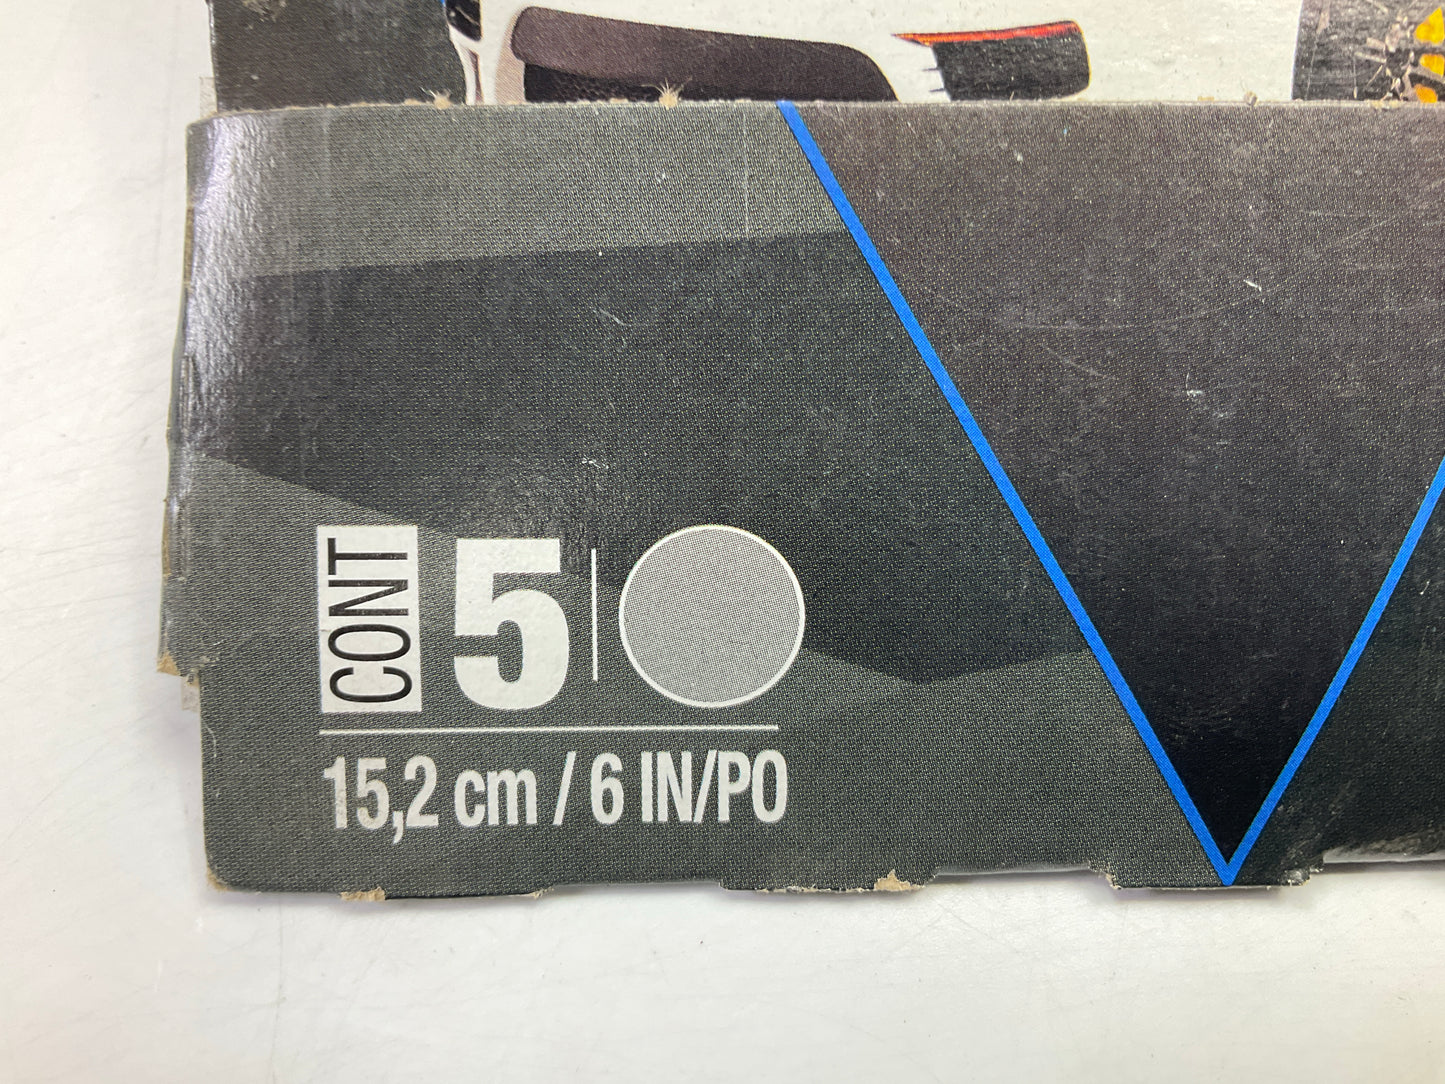 CONT 5
15,2 cm / 6 IN/PO